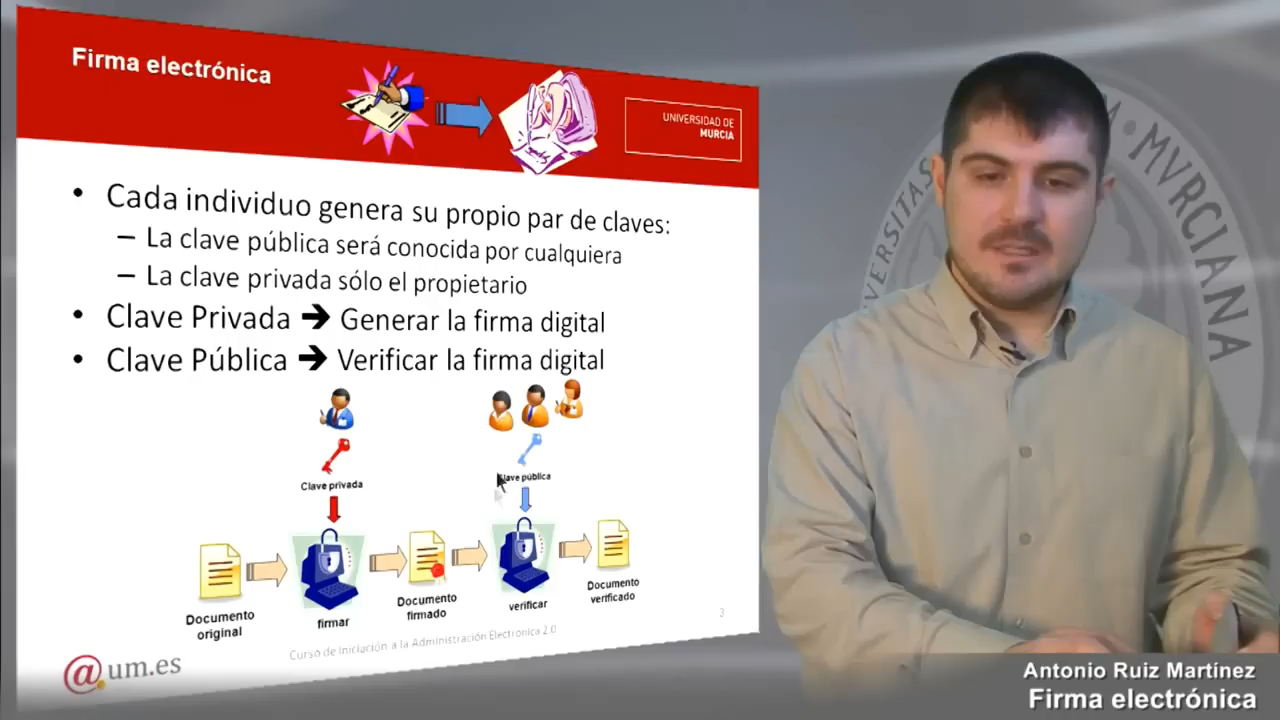 Firma electrónica
UNIVERSIDAD DE
MURCIA
• Cada individuo genera su propio par de claves:
– La clave pública será conocida por cualquiera
– La clave privada sólo el propietario
• Clave Privada ➔ Generar la firma digital
• Clave Pública ➔ Verificar la firma digital
Clave privada
Clave pública
Documento
original
firmar
Documento
firmado
verificar
Documento
verificado
Curso de Iniciación a la Administración Electrónica 2.0
3
@um.es
MVRCIANA
Antonio Ruiz Martínez
Firma electrónica